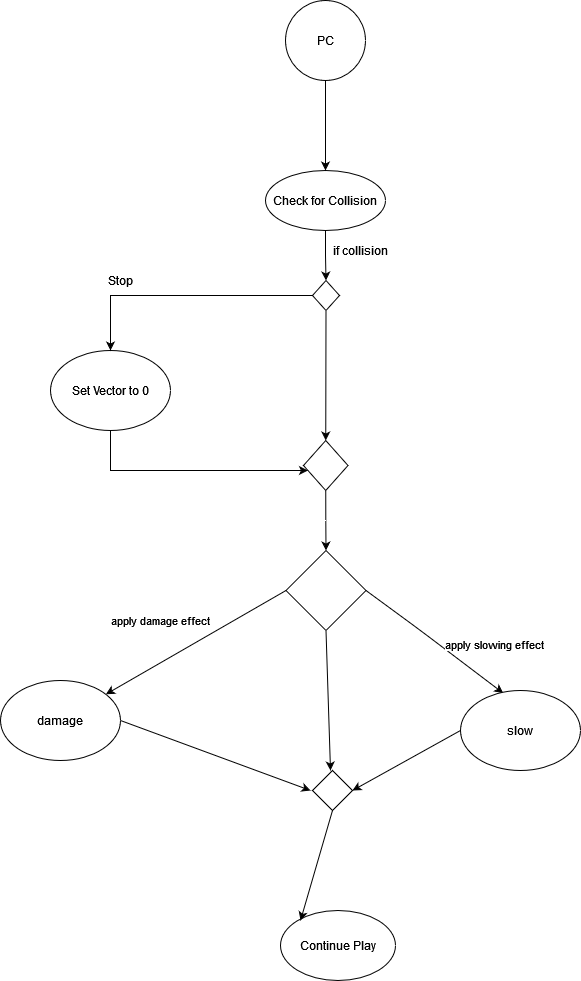 PC
Check for Collision
if collision
Stop
Set Vector to 0
apply damage effect
apply slowing effect
damage
slow
Continue Play